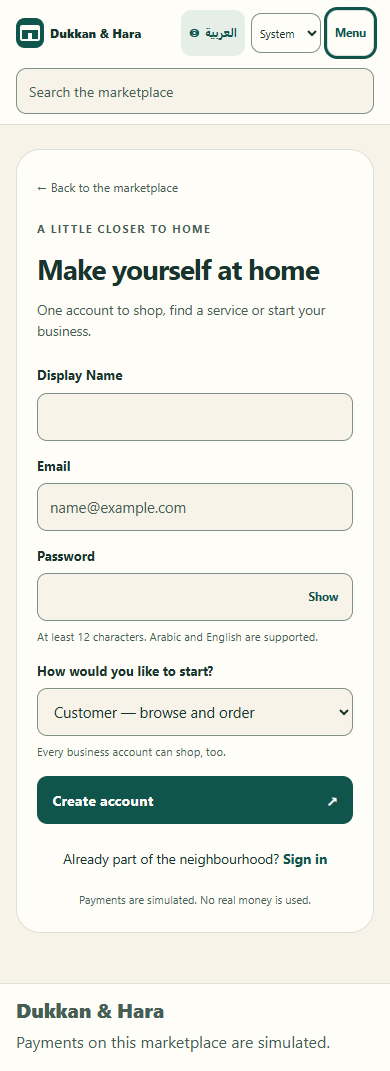 Dukkan & Hara
العربية
System
Menu
Search the marketplace
← Back to the marketplace
A LITTLE CLOSER TO HOME
Make yourself at home
One account to shop, find a service or start your
business.
Display Name
Email
name@example.com
Password
Show
At least 12 characters. Arabic and English are supported.
How would you like to start?
Customer — browse and order
Every business account can shop, too.
Create account ↗
Already part of the neighbourhood? Sign in
Payments are simulated. No real money is used.
Dukkan & Hara
Payments on this marketplace are simulated.